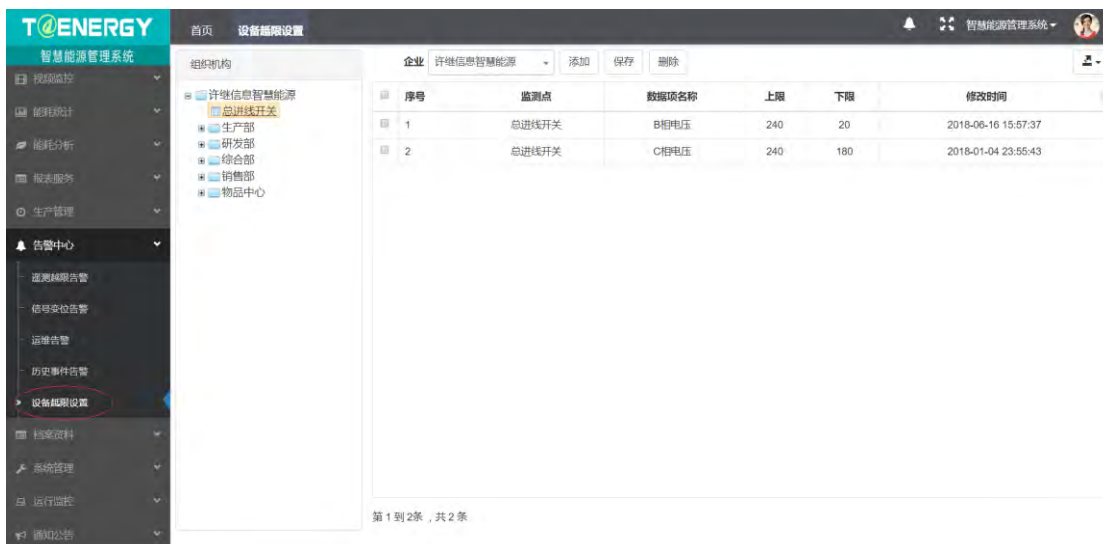 T@ENERGY
智慧能源管理系统
首页 设备越限设置
智慧能源管理系统
视频监控
能耗统计
能耗分析
报表服务
生产管理
告警中心
遥测越限告警
信号变位告警
运维告警
历史事件告警
设备越限设置
档案资料
系统管理
运行监控
通知公告
组织机构
许继信息智慧能源
总进线开关
生产部
研发部
综合部
销售部
物品中心
企业 许继信息智慧能源 添加 保存 删除
序号 监测点 数据项名称 上限 下限 修改时间
1 总进线开关 B相电压 240 20 2018-06-16 15:57:37
2 总进线开关 C相电压 240 180 2018-01-04 23:55:43
第 1 到 2 条 ,共 2 条